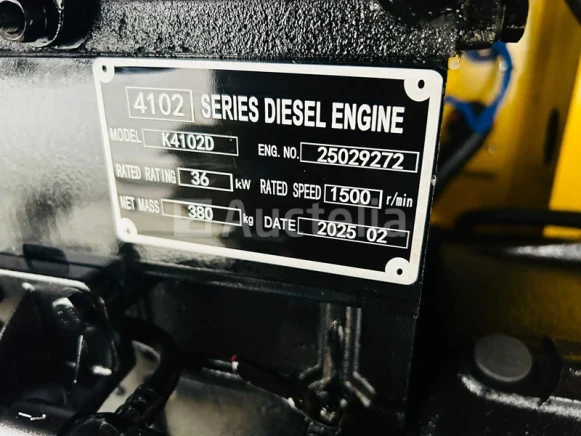 4102 SERIES DIESEL ENGINE
MODEL K4102D ENG. NO. 25029272
RATED RATING 36 kW RATED SPEED 1500 r/min
NET MASS 380 kg DATE 2025 02
Auctelia